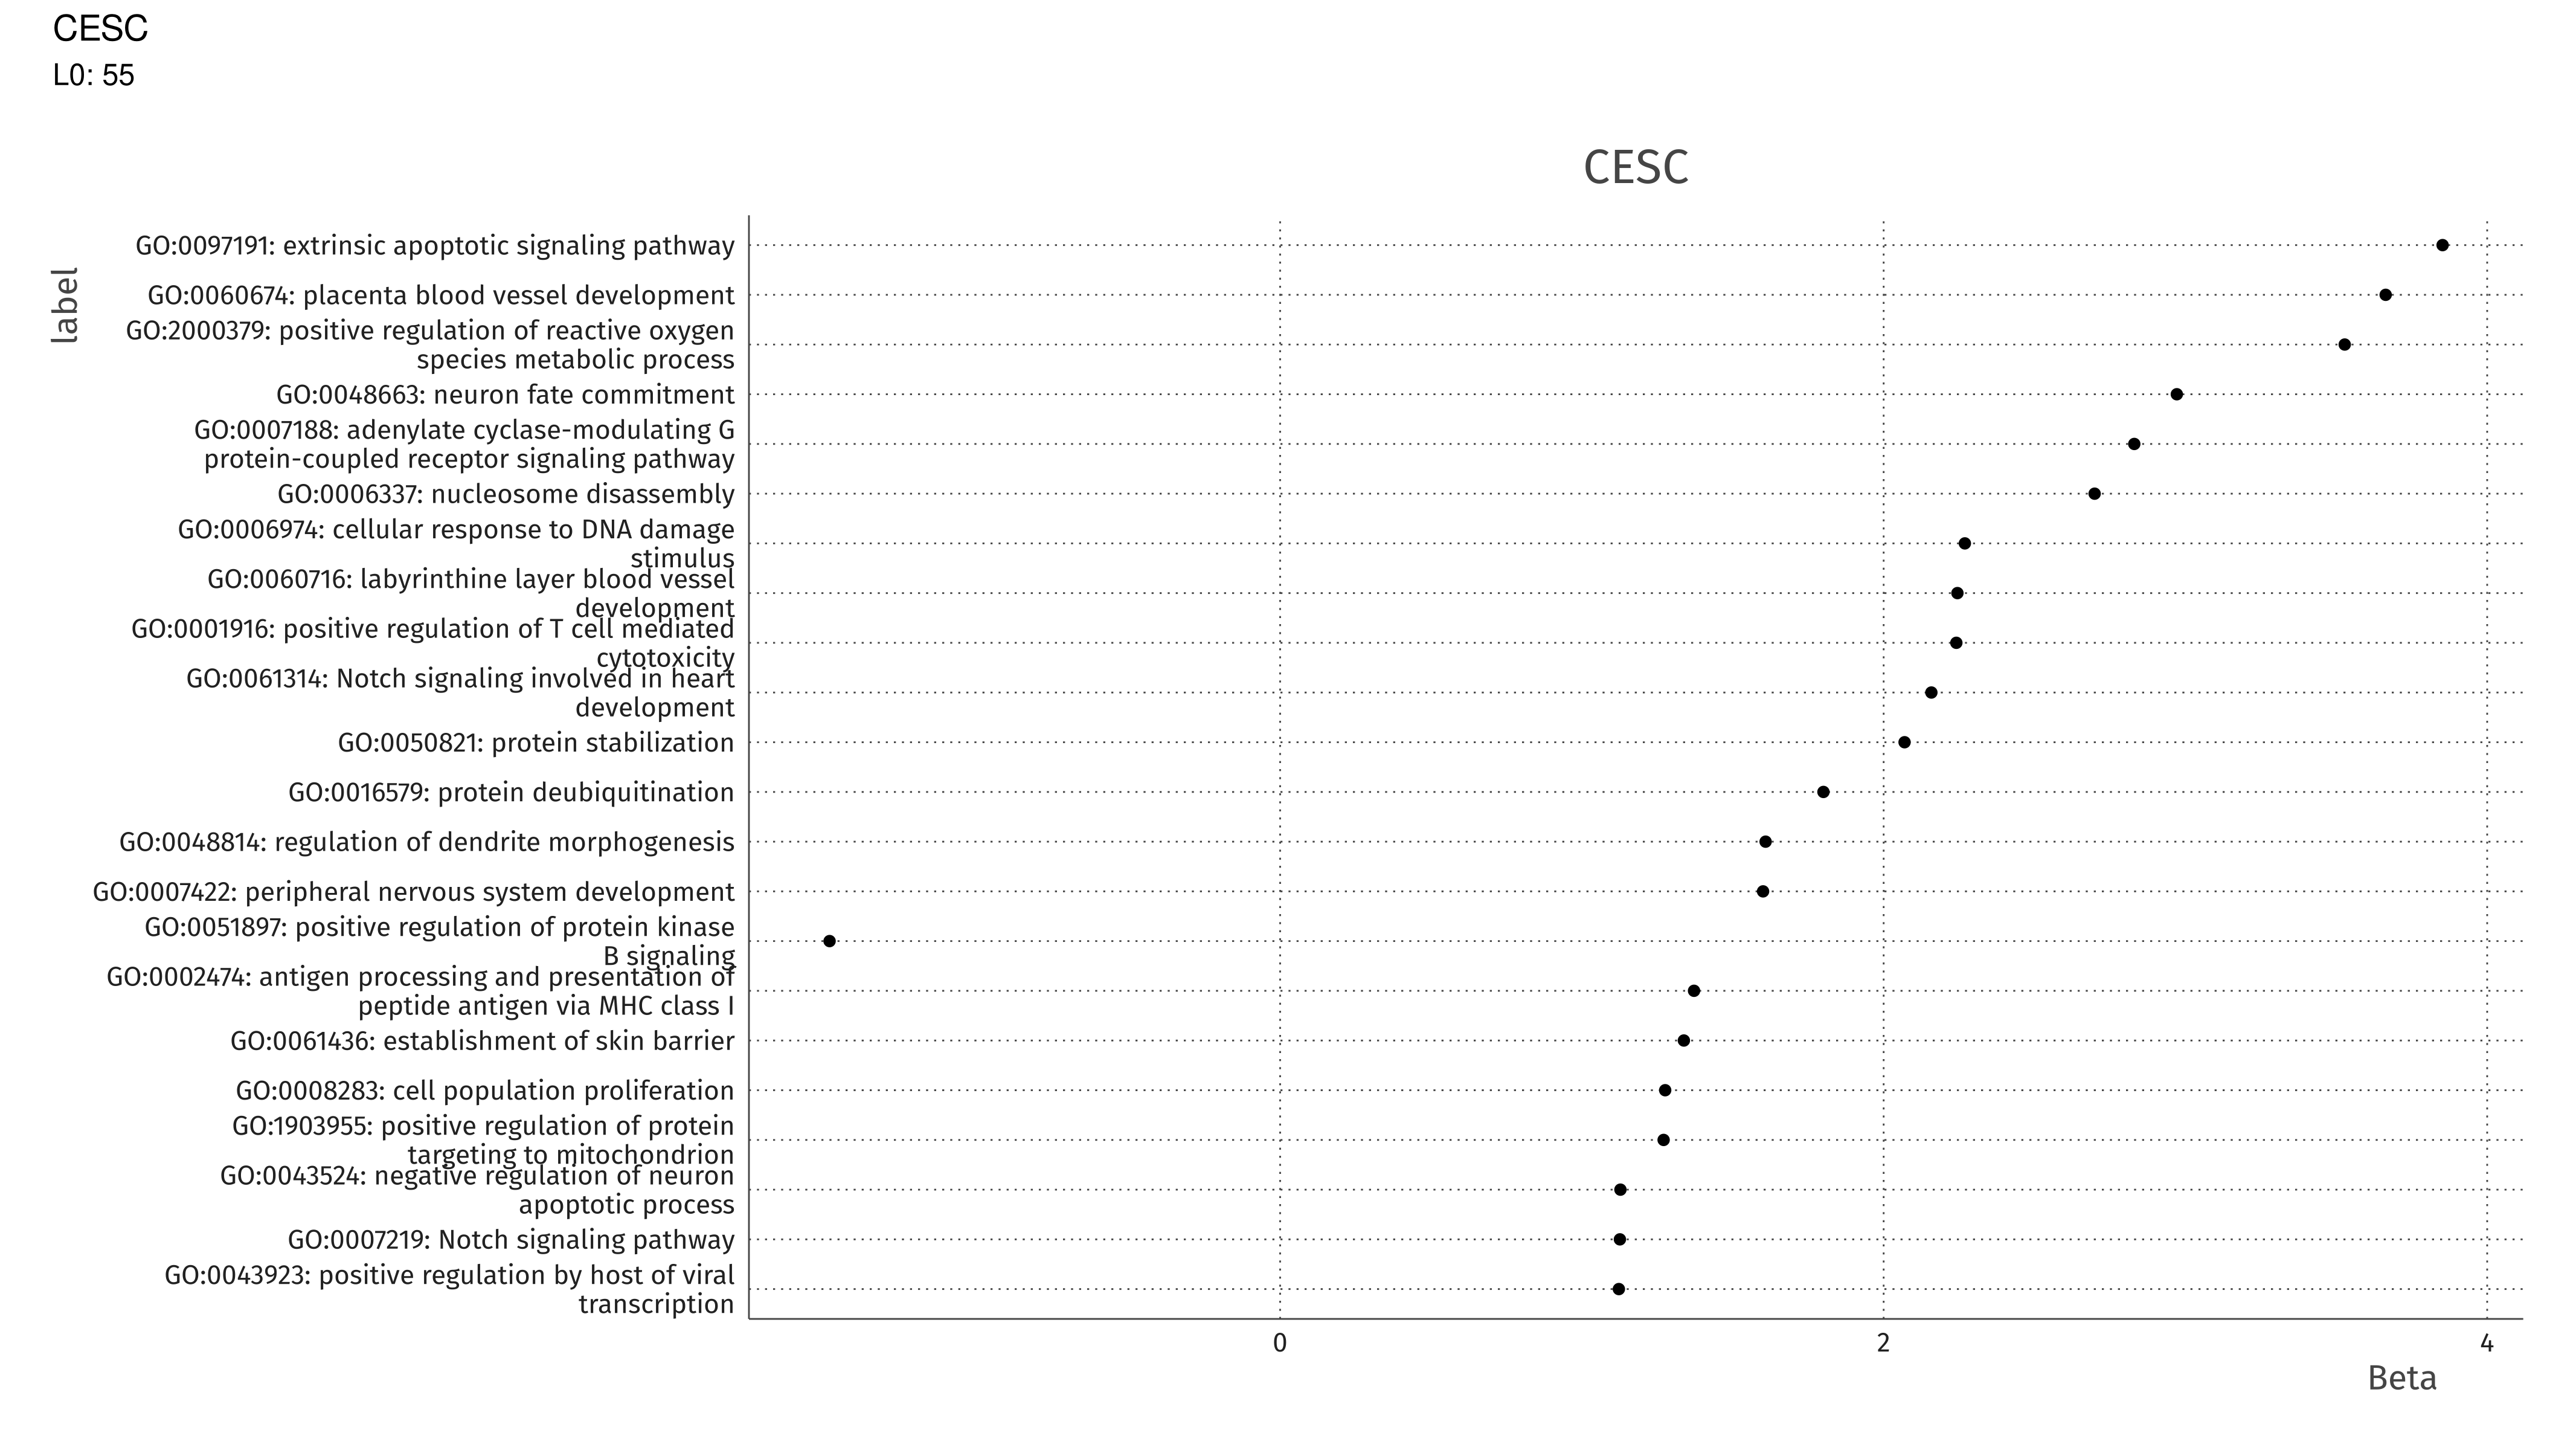 CESC
L0: 55
CESC
label
GO:0097191: extrinsic apoptotic signaling pathway
GO:0060674: placenta blood vessel development
GO:2000379: positive regulation of reactive oxygen
species metabolic process
GO:0048663: neuron fate commitment
GO:0007188: adenylate cyclase-modulating G
protein-coupled receptor signaling pathway
GO:0006337: nucleosome disassembly
GO:0006974: cellular response to DNA damage
stimulus
GO:0060716: labyrinthine layer blood vessel
development
GO:0001916: positive regulation of T cell mediated
cytotoxicity
GO:0061314: Notch signaling involved in heart
development
GO:0050821: protein stabilization
GO:0016579: protein deubiquitination
GO:0048814: regulation of dendrite morphogenesis
GO:0007422: peripheral nervous system development
GO:0051897: positive regulation of protein kinase
B signaling
GO:0002474: antigen processing and presentation of
peptide antigen via MHC class I
GO:0061436: establishment of skin barrier
GO:0008283: cell population proliferation
GO:1903955: positive regulation of protein
targeting to mitochondrion
GO:0043524: negative regulation of neuron
apoptotic process
GO:0007219: Notch signaling pathway
GO:0043923: positive regulation by host of viral
transcription
0 2 4
Beta